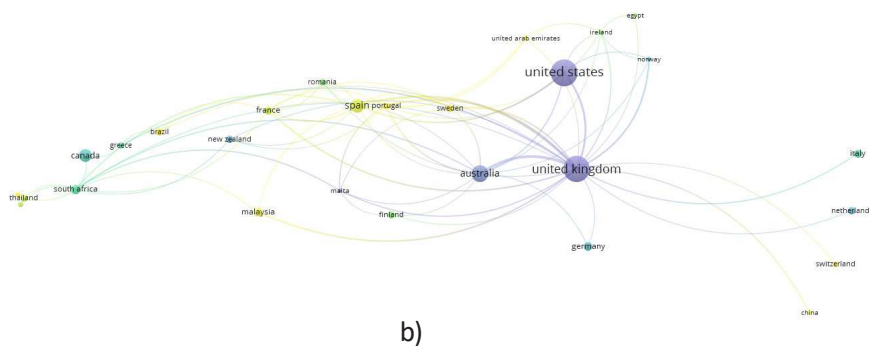 egypt
ireland
united arab emirates
norway
united states
romania
spain portugal
sweden
france
brazil
new zealand
greece
canada
italy
united kingdom
australia
south africa
malta
thailand
malaysia
finland
netherland
germany
switzerland
china
b)